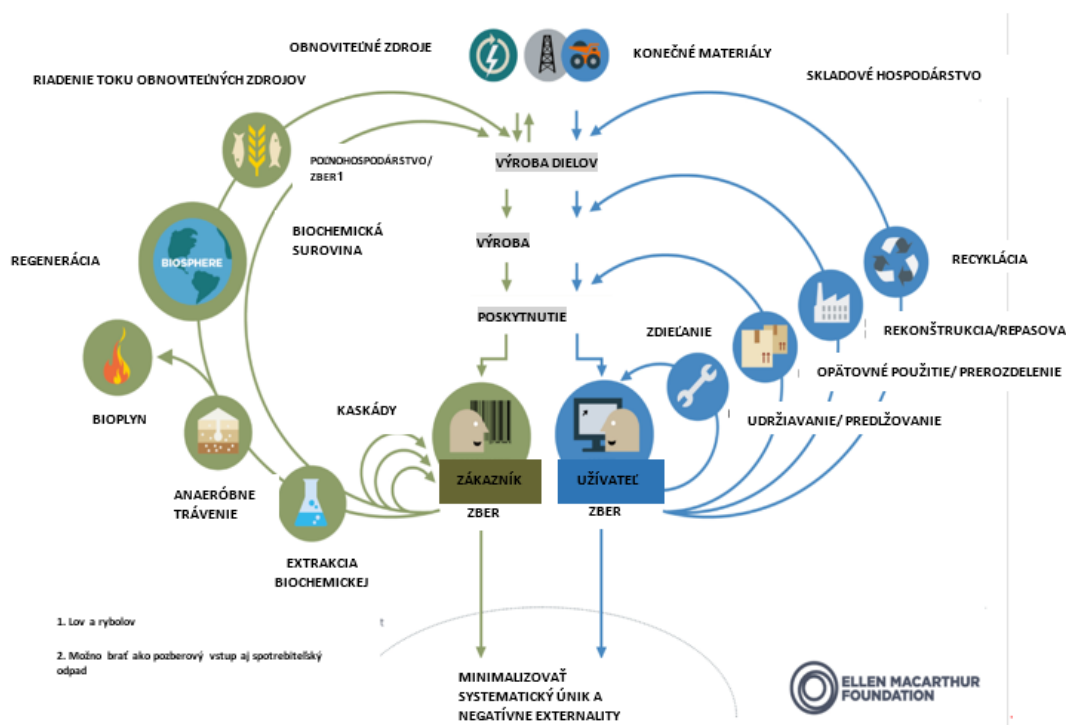 OBNOVITEĽNÉ ZDROJE
KONEČNÉ MATERIÁLY
RIADENIE TOKU OBNOVITEĽNÝCH ZDROJOV
SKLADOVÉ HOSPODÁRSTVO
POĽNOHOSPODÁRSTVO/
ZBER1
VÝROBA DIELOV
BIOCHEMICKÁ
SUROVINA
VÝROBA
REGENERÁCIA
BIOSPHERE
RECYKLÁCIA
POSKYTNUTIE
ZDIEĽANIE
REKONŠTRUKCIA/REPASOVA
OPÄTOVNÉ POUŽITIE/ PREROZDELENIE
BIOPLYN
KASKÁDY
UDRŽIAVANIE/ PREDLŽOVANIE
ZÁKAZNÍK
UŽÍVATEĽ
ANAERÓBNE
TRÁVENIE
ZBER
ZBER
EXTRAKCIA
BIOCHEMICKEJ
1. Lov a rybolov
2. Možno brať ako pozberový vstup aj spotrebiteľský
odpad
MINIMALIZOVAŤ
SYSTEMATICKÝ ÚNIK A
NEGATÍVNE EXTERNALITY
ELLEN MACARTHUR
FOUNDATION